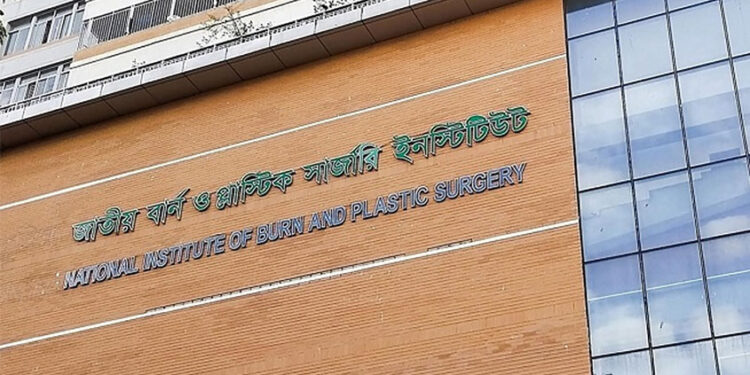 জাতীয় বার্ন ও প্লাস্টিক সার্জারি ইনস্টিটিউট
NATIONAL INSTITUTE OF BURN AND PLASTIC SURGERY